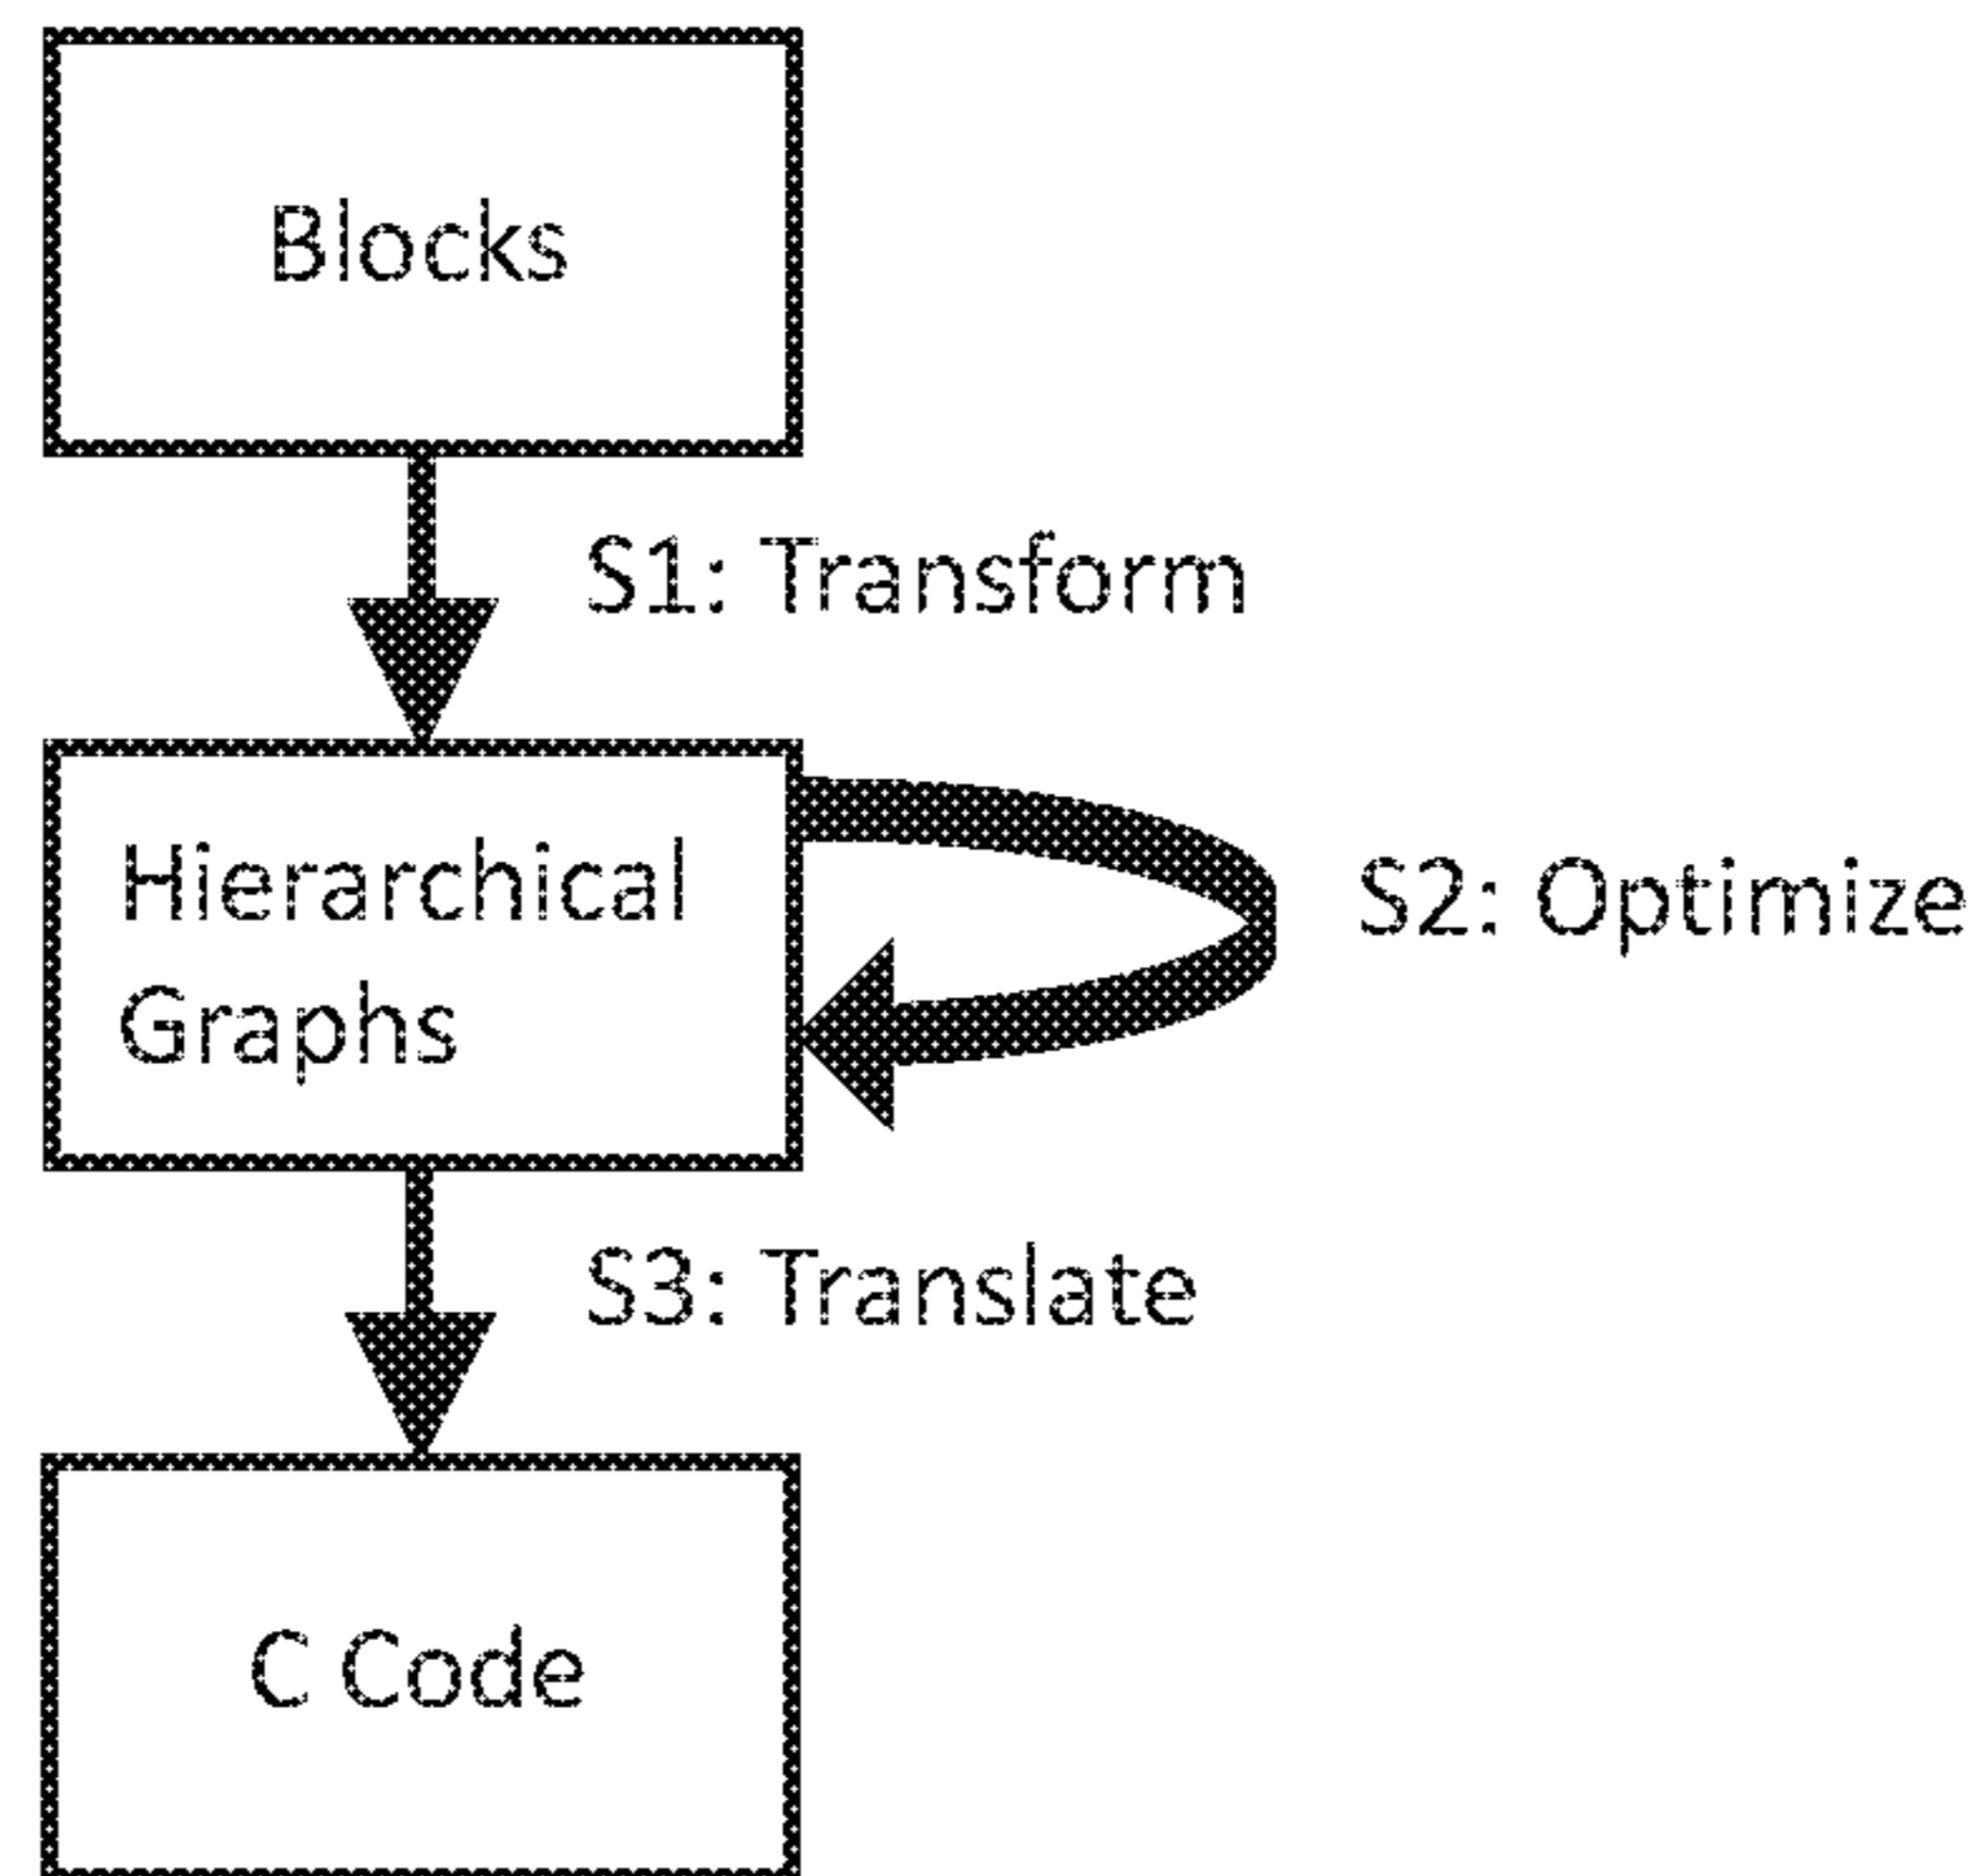 Blocks
S1: Transform
Hierarchical
Graphs
S2: Optimize
S3: Translate
C Code